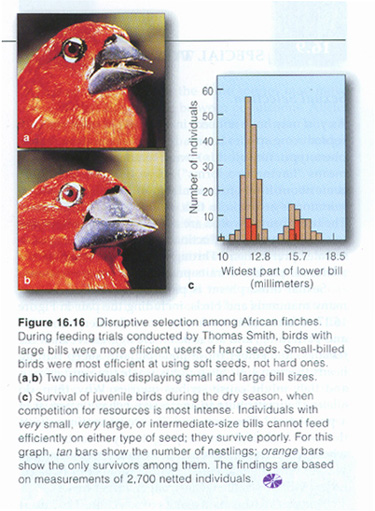 a
b
60
50
40
30
20
10
Number of individuals
10 12.8 15.7 18.5
Widest part of lower bill
(millimeters)
c
Figure 16.16 Disruptive selection among African finches.
During feeding trials conducted by Thomas Smith, birds with
large bills were more efficient users of hard seeds. Small-billed
birds were most efficient at using soft seeds, not hard ones.
(a,b) Two individuals displaying small and large bill sizes.
(c) Survival of juvenile birds during the dry season, when
competition for resources is most intense. Individuals with
very small, very large, or intermediate-size bills cannot feed
efficiently on either type of seed; they survive poorly. For this
graph, tan bars show the number of nestlings; orange bars
show the only survivors among them. The findings are based
on measurements of 2,700 netted individuals.